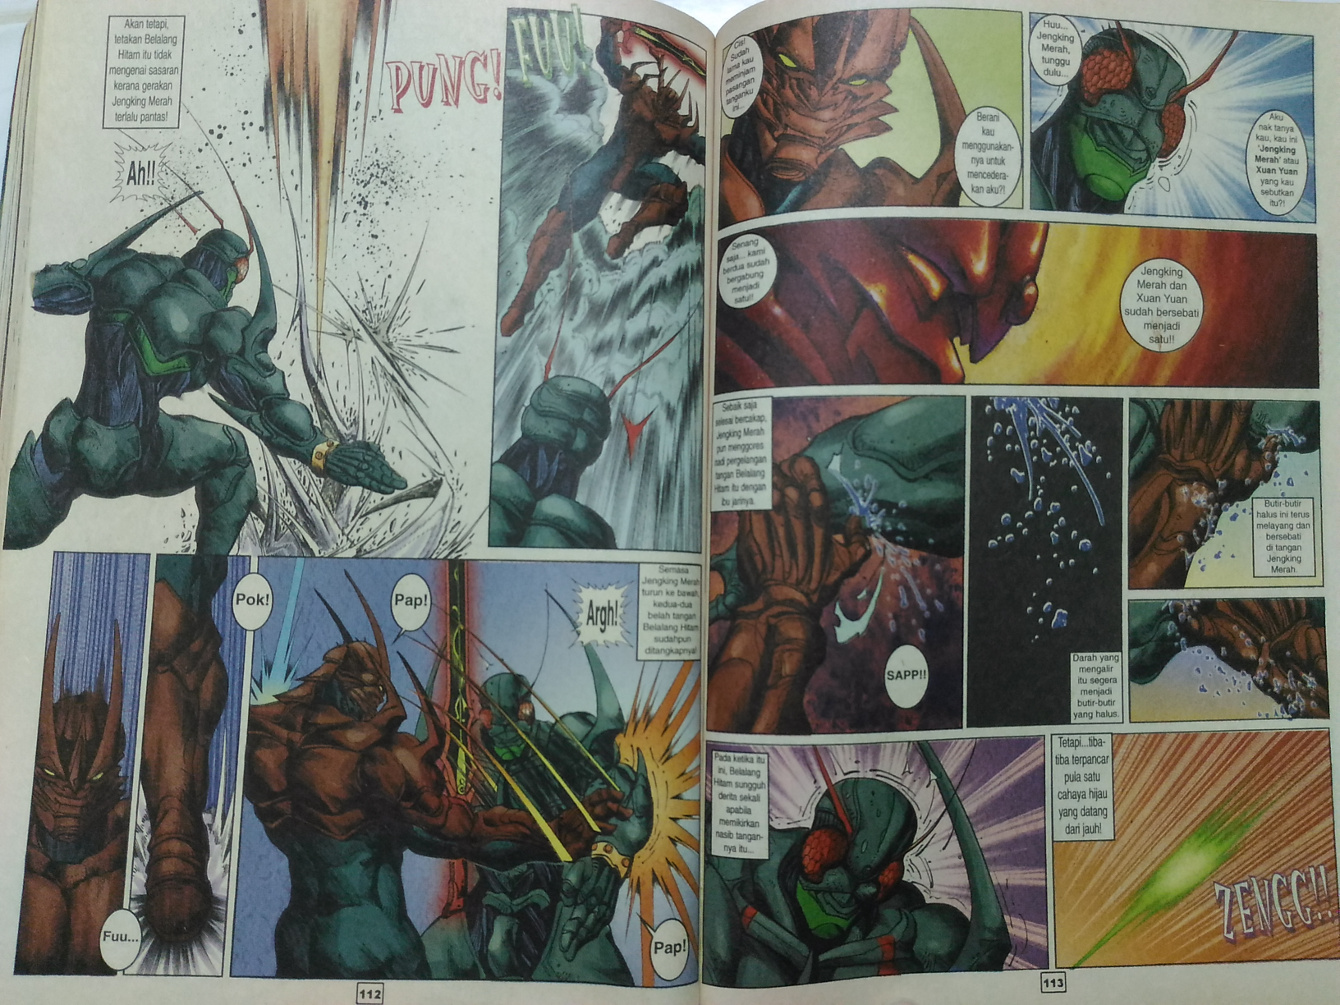 Akan tetapi,
tetakan Belalang
Hitam itu tidak
mengenai sasaran
kerana gerakan
Jengking Merah
terlalu pantas!
Ah!!
PUNG!
FUU!
Fuu...
Pok!
Pap!
Argh!
Semasa
Jengking Merah
turun ke bawah,
kedua-dua
belah tangan
Belalang Hitam
sudahpun
ditangkapnya!
Pap!
112
Cis!
Sudah
lama kau
meminjam
pasangan
tanganku
ini...
Berani
kau
menggunakan-
nya untuk
mencedera-
kan aku?!
Huu...
Jengking
Merah,
tunggu
dulu...
Aku
nak tanya
kau, kau ini
'Jengking
Merah' atau
Xuan Yuan
yang kau
sebutkan
itu?!
Senang
saja... kami
berdua sudah
bergabung
menjadi
satu!!
Jengking
Merah dan
Xuan Yuan
sudah bersebati
menjadi
satu!!
Sebaik saja
selesai bercakap,
Jengking Merah
pun menggores
nadi pergelangan
tangan Belalang
Hitam itu dengan
ibu jarinya.
SAPP!!
Darah yang
mengalir
itu segera
menjadi
butir-butir
yang halus.
Butir-butir
halus ini terus
melayang dan
bersebati
di tangan
Jengking
Merah.
Pada ketika itu
ini, Belalang
Hitam sungguh
derita sekali
apabila
memikirkan
nasib tangan-
nya itu...
Tetapi...tiba-
tiba terpancar
pula satu
cahaya hijau
yang datang
dari jauh!
ZENGG!!...
113